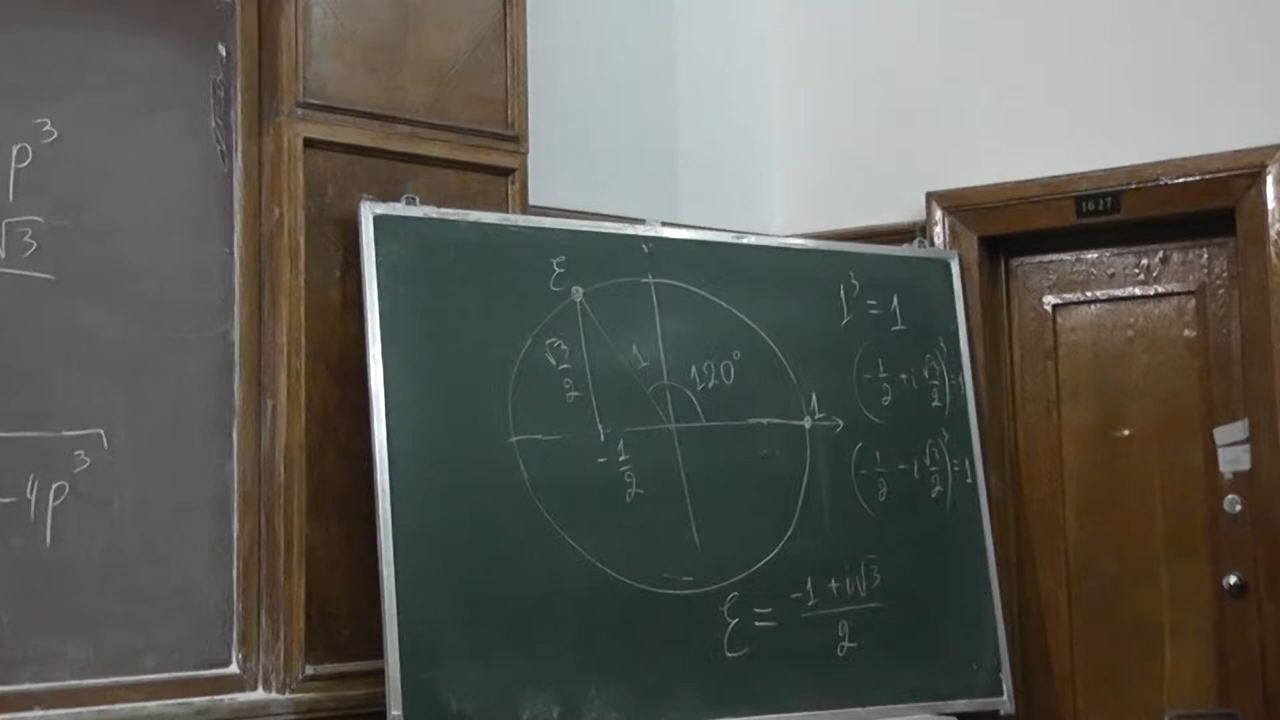 p³
√3
-4p³
1627
ε
√3/2
1
120°
1
-1/2
1³ = 1
(-1/2 + i √3/2)³ = 1
(-1/2 - i √3/2)³ = 1
ε = (-1 + i√3)/2